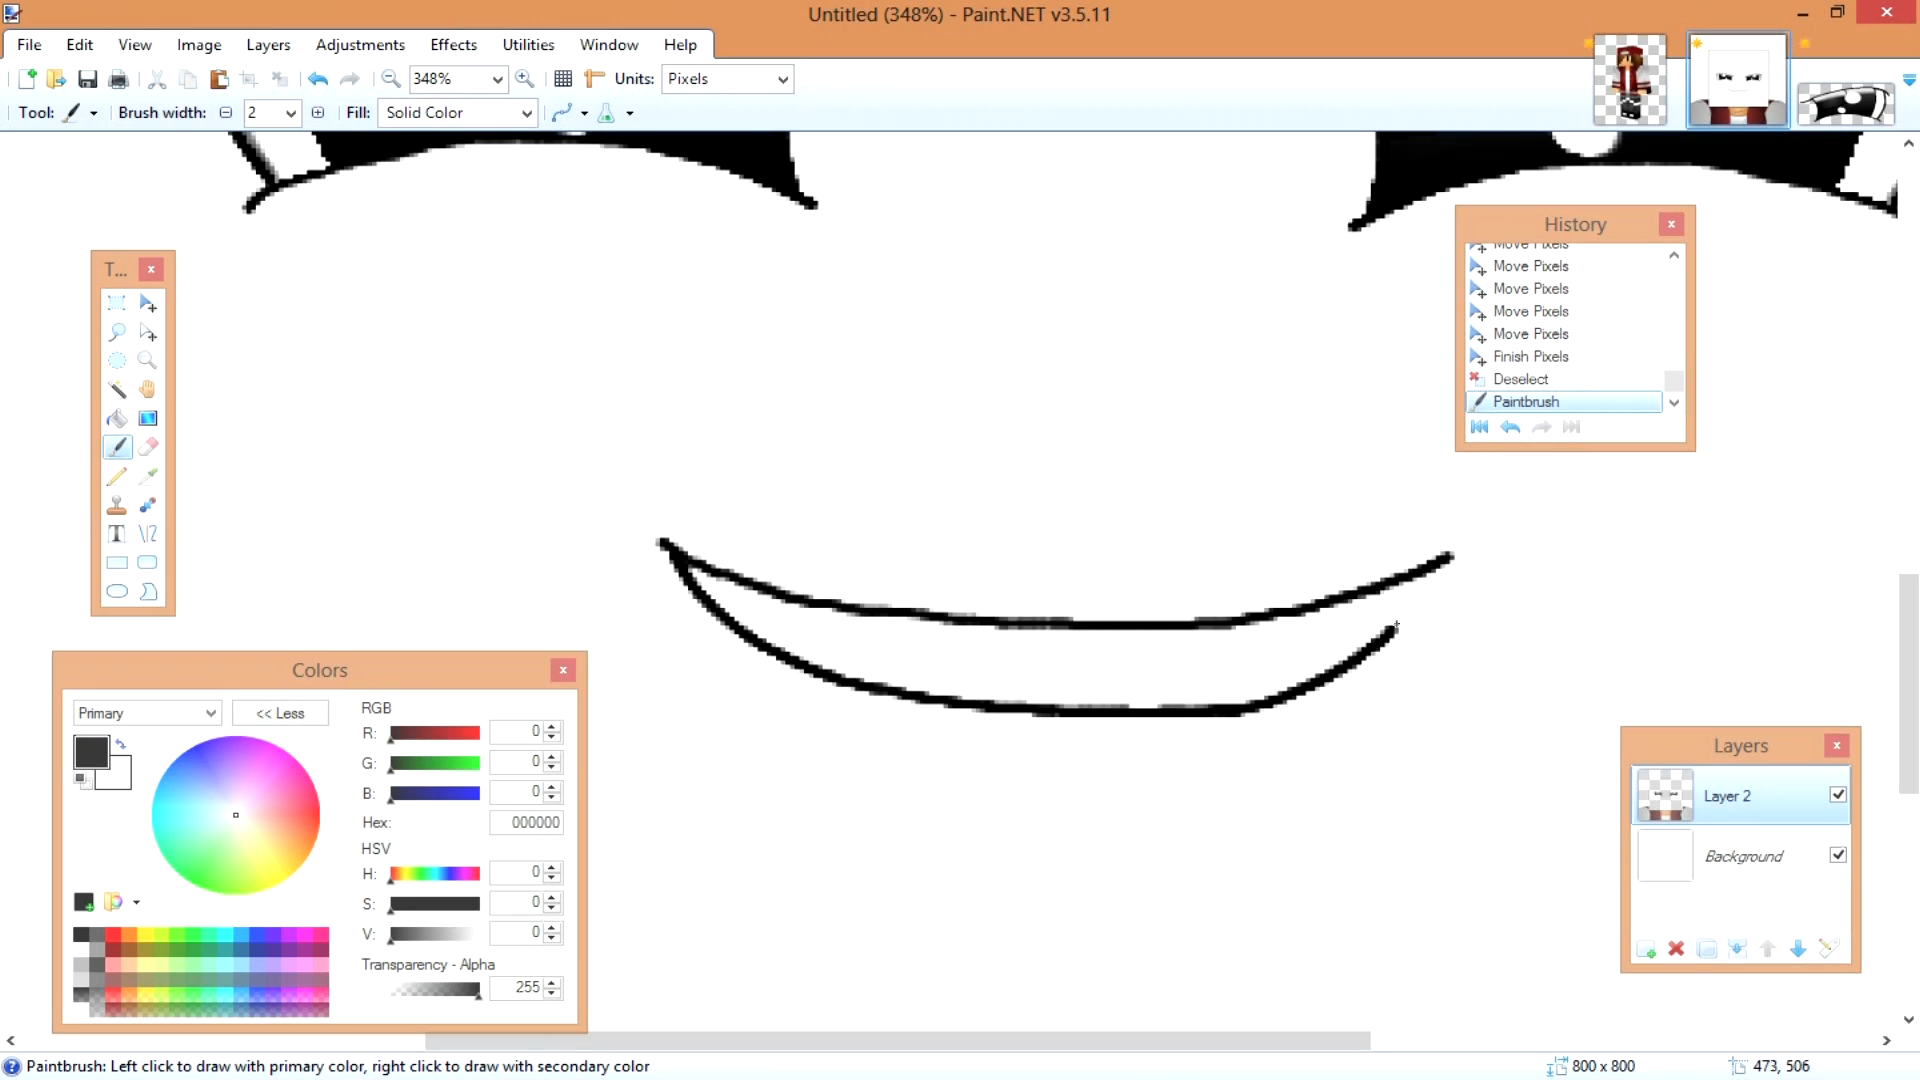 Untitled (348%) - Paint.NET v3.5.11
File Edit View Image Layers Adjustments Effects Utilities Window Help
348% Units: Pixels
Tool: Brush width: 2 Fill: Solid Color
T...
History
Move Pixels
Move Pixels
Move Pixels
Move Pixels
Move Pixels
Finish Pixels
Deselect
Paintbrush
Colors
Primary << Less RGB
R: 0
G: 0
B: 0
Hex: 000000
HSV
H: 0
S: 0
V: 0
Transparency - Alpha
255
Layers
Layer 2
Background
Paintbrush: Left click to draw with primary color, right click to draw with secondary color 800 x 800 473, 506